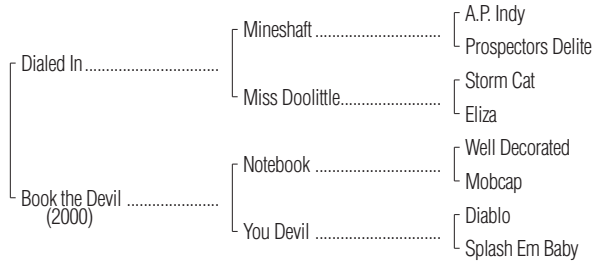 A.P. Indy
Mineshaft
Prospectors Delite
Dialed In
Storm Cat
Miss Doolittle
Eliza
Well Decorated
Notebook
Mobcap
Book the Devil
(2000)
Diablo
You Devil
Splash Em Baby